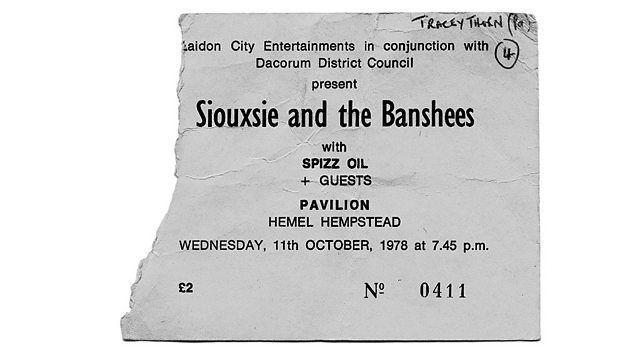 TRACEY THORN (Po)
4
Laidon City Entertainments in conjunction with
Dacorum District Council
present
Siouxsie and the Banshees
with
SPIZZ OIL
+ GUESTS
PAVILION
HEMEL HEMPSTEAD
WEDNESDAY, 11th OCTOBER, 1978 at 7.45 p.m.
£2 Nº 0411